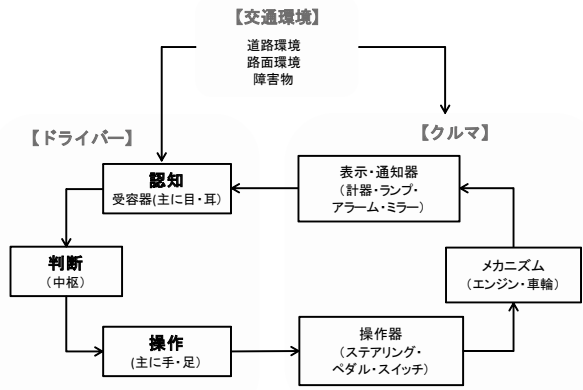 【交通環境】
道路環境
路面環境
障害物
【ドライバー】
【クルマ】
認知
受容器(主に目・耳)
表示・通知器
（計器・ランプ・
アラーム・ミラー）
判断
（中枢）
メカニズム
（エンジン・車輪）
操作
(主に手・足)
操作器
（ステアリング・
ペダル・スイッチ）